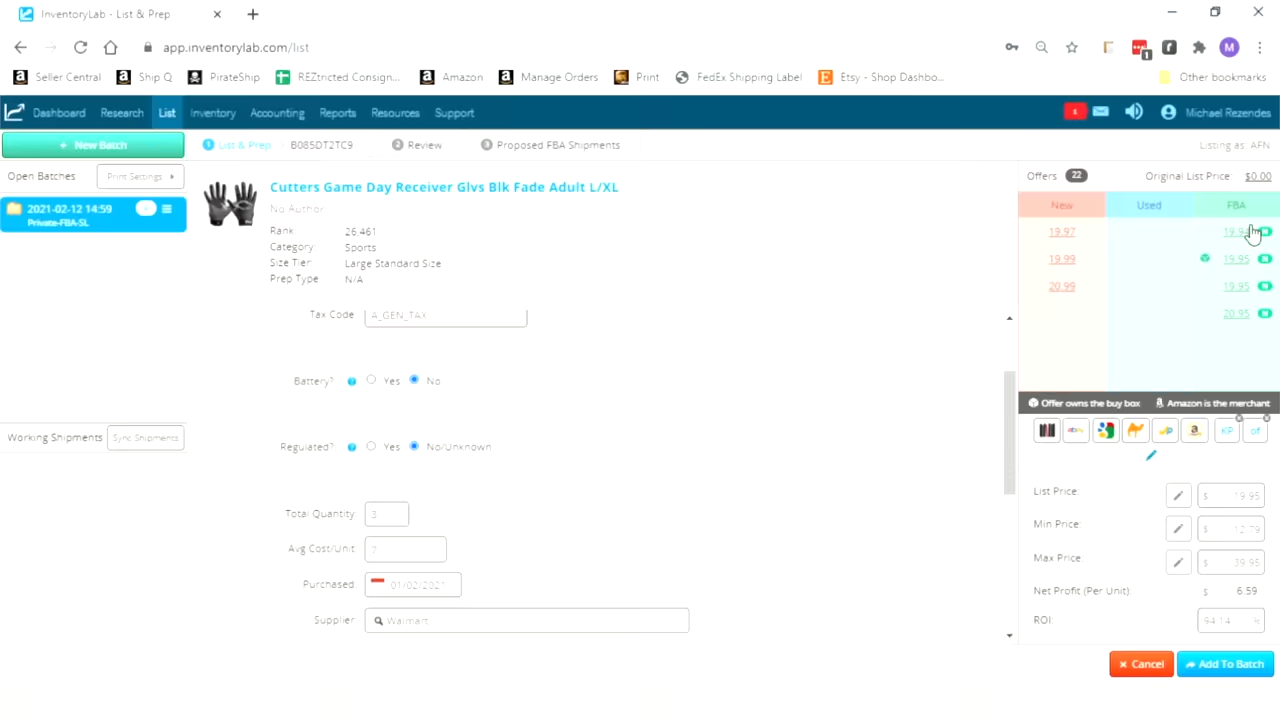 InventoryLab - List & Prep
app.inventorylab.com/list
Seller Central Ship Q PirateShip REZtricted Consign... Amazon Manage Orders Print FedEx Shipping Label Etsy - Shop Dashbo... Other bookmarks
Dashboard Research List Inventory Accounting Reports Resources Support Michael Rezendes
+ New Batch
1 List & Prep B085DT2TC9 2 Review 3 Proposed FBA Shipments Listing as: AFN
Open Batches Print Settings
2021-02-12 14:59
Private-FBA-SL
Working Shipments Sync Shipments
Cutters Game Day Receiver Glvs Blk Fade Adult L/XL
No Author
Rank: 26,461
Category: Sports
Size Tier: Large Standard Size
Prep Type: N/A
Tax Code A_GEN_TAX
Battery? Yes No
Regulated? Yes No/Unknown
Total Quantity: 3
Avg Cost/Unit: 7
Purchased: 01/02/2021
Supplier: Walmart
Offers 22 Original List Price: $0.00
New Used FBA
19.97
19.99 19.95
20.99 19.95
20.95
Offer owns the buy box Amazon is the merchant
KP of
List Price: $ 19.95
Min Price: $ 12.79
Max Price: $ 39.95
Net Profit (Per Unit): $ 6.59
ROI: 94.14 %
Cancel Add To Batch